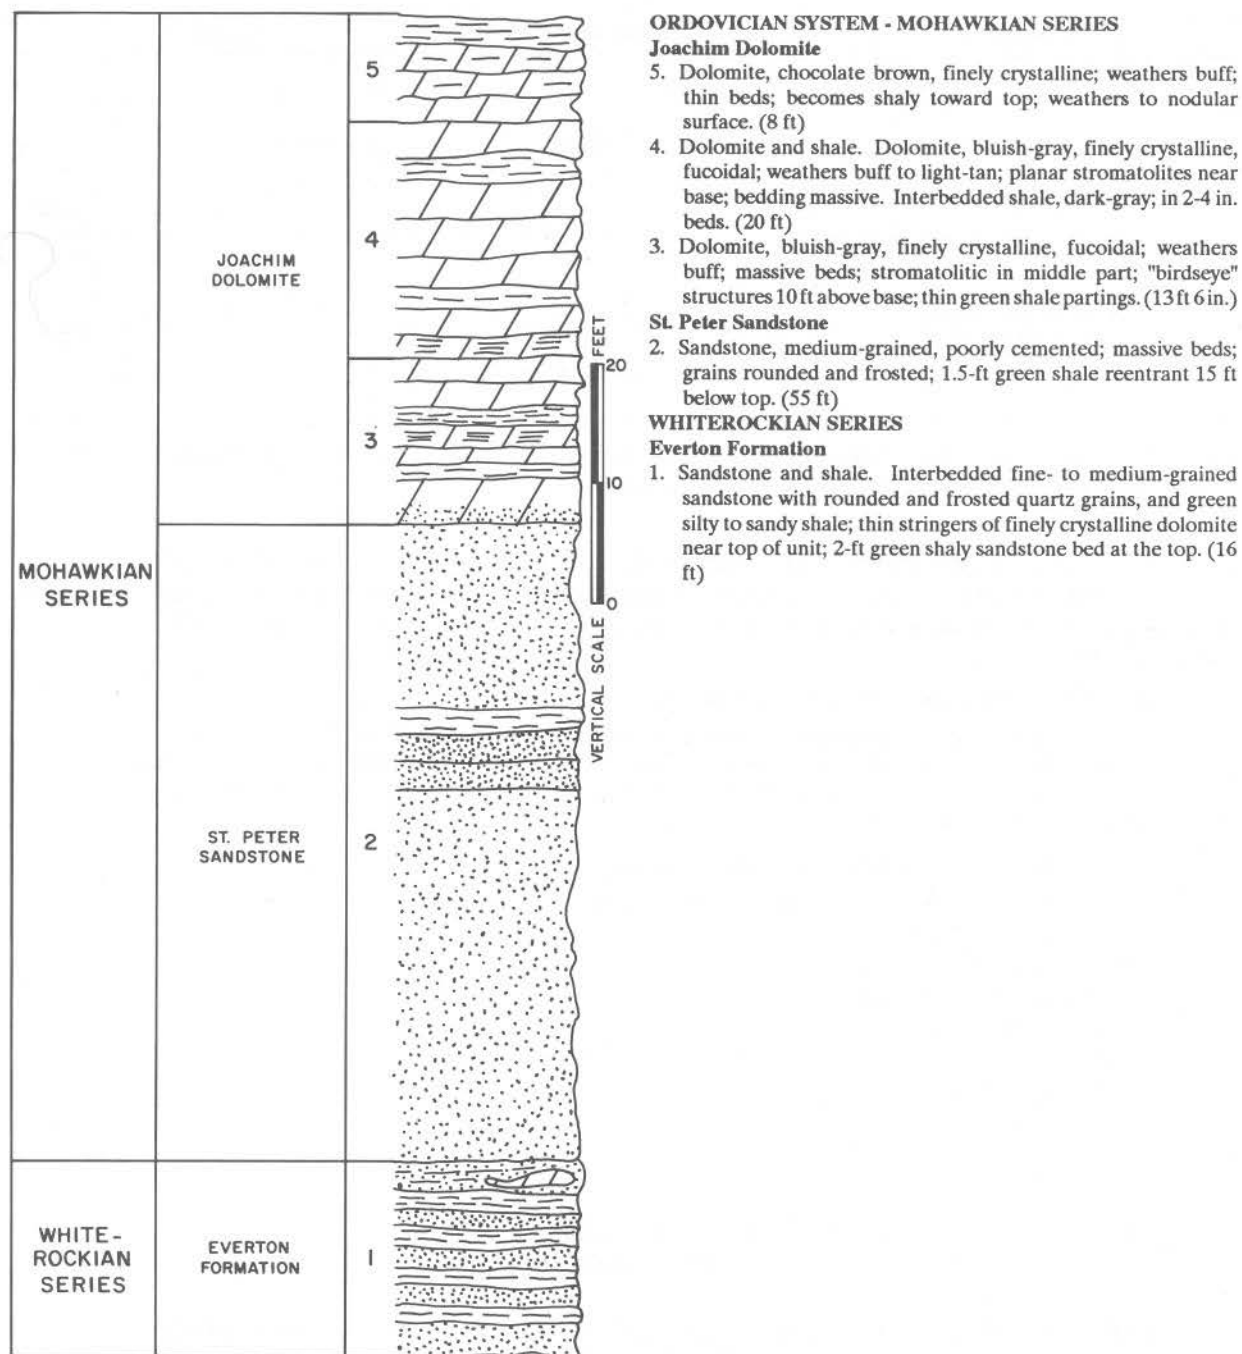 5
4
3
2
1
JOACHIM
DOLOMITE
MOHAWKIAN
SERIES
ST. PETER
SANDSTONE
WHITE-
ROCKIAN
SERIES
EVERTON
FORMATION
FEET
20
10
0
VERTICAL SCALE
ORDOVICIAN SYSTEM - MOHAWKIAN SERIES
Joachim Dolomite
5. Dolomite, chocolate brown, finely crystalline; weathers buff;
thin beds; becomes shaly toward top; weathers to nodular
surface. (8 ft)
4. Dolomite and shale. Dolomite, bluish-gray, finely crystalline,
fucoidal; weathers buff to light-tan; planar stromatolites near
base; bedding massive. Interbedded shale, dark-gray; in 2-4 in.
beds. (20 ft)
3. Dolomite, bluish-gray, finely crystalline, fucoidal; weathers
buff; massive beds; stromatolitic in middle part; "birdseye"
structures 10 ft above base; thin green shale partings. (13 ft 6 in.)
St. Peter Sandstone
2. Sandstone, medium-grained, poorly cemented; massive beds;
grains rounded and frosted; 1.5-ft green shale reentrant 15 ft
below top. (55 ft)
WHITEROCKIAN SERIES
Everton Formation
1. Sandstone and shale. Interbedded fine- to medium-grained
sandstone with rounded and frosted quartz grains, and green
silty to sandy shale; thin stringers of finely crystalline dolomite
near top of unit; 2-ft green shaly sandstone bed at the top. (16
ft)